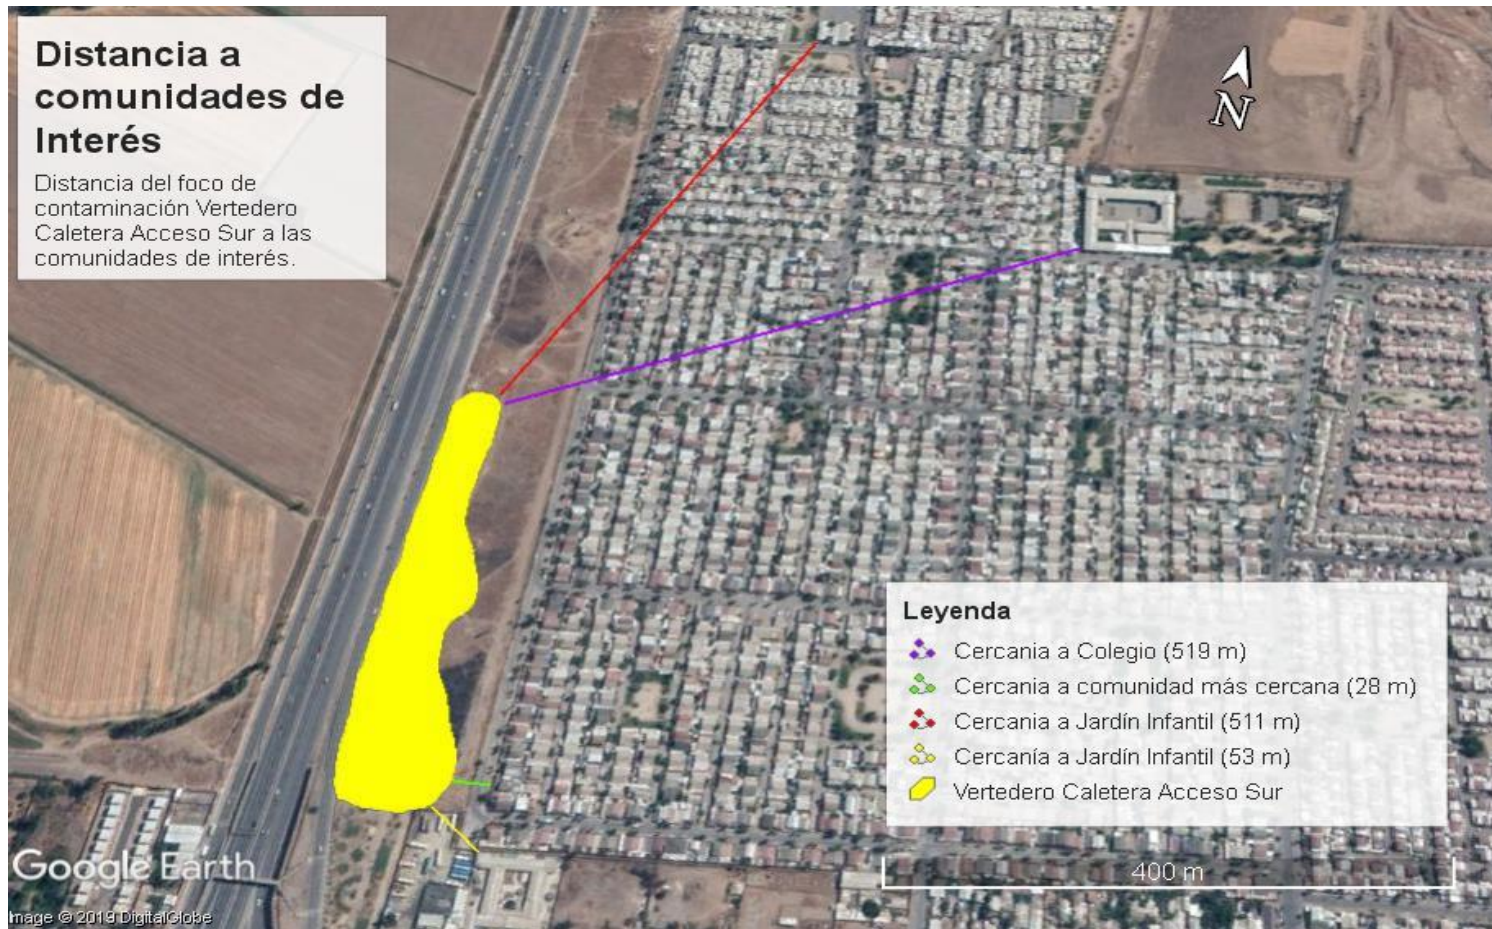 Distancia a
comunidades de
Interés
Distancia del foco de
contaminación Vertedero
Caletera Acceso Sur a las
comunidades de interés.
N
Leyenda
Cercania a Colegio (519 m)
Cercania a comunidad más cercana (28 m)
Cercania a Jardín Infantil (511 m)
Cercanía a Jardín Infantil (53 m)
Vertedero Caletera Acceso Sur
400 m
Google Earth
Image © 2019 DigitalGlobe